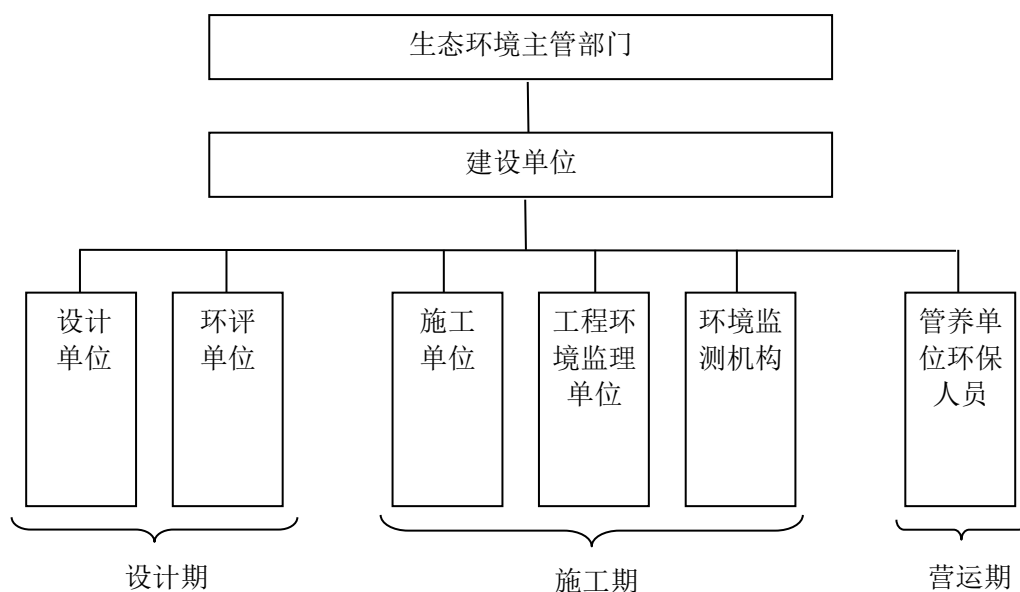 生态环境主管部门
建设单位
设计
单位
环评
单位
施工
单位
工程环
境监理
单位
环境监
测机构
管养单
位环保
人员
设计期
施工期
营运期